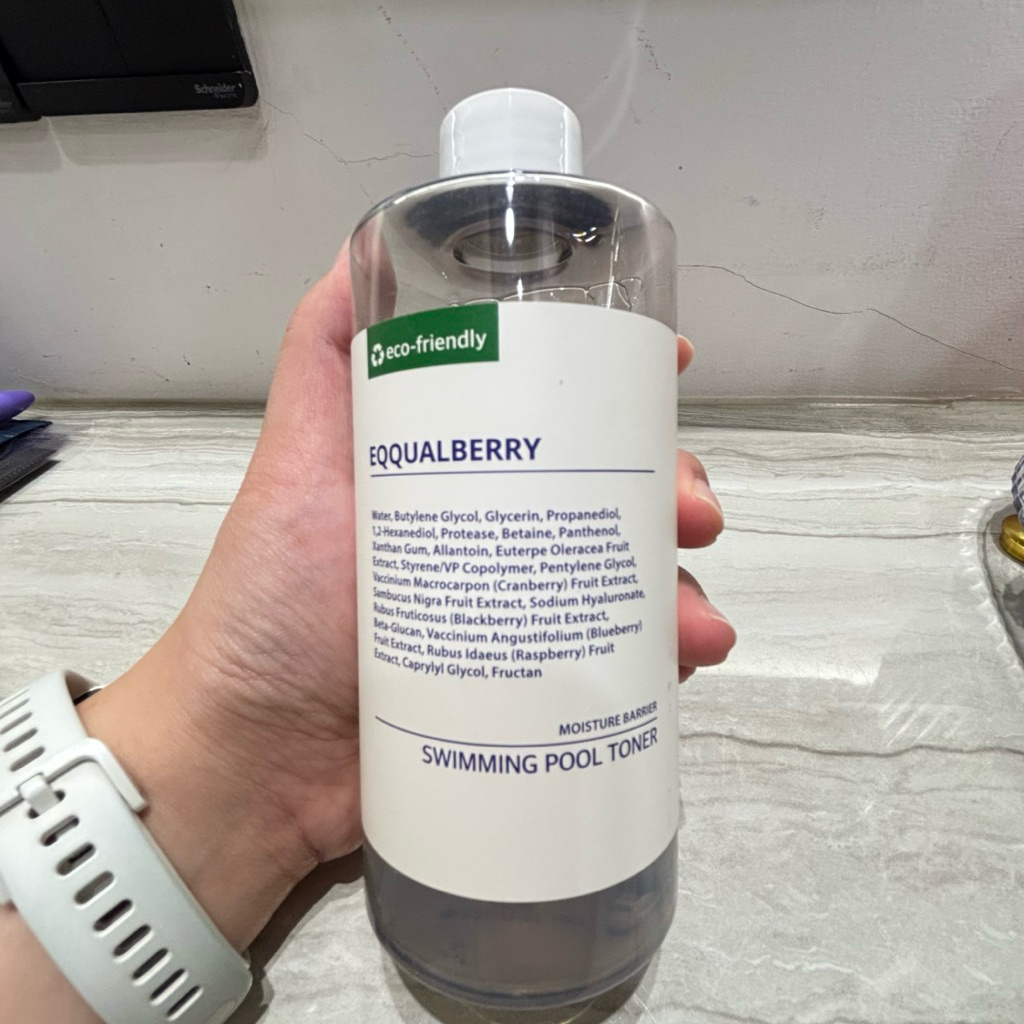 Schneider
eco-friendly
EQQUALBERRY
Water, Butylene Glycol, Glycerin, Propanediol,
1,2-Hexanediol, Protease, Betaine, Panthenol,
Xanthan Gum, Allantoin, Euterpe Oleracea Fruit
Extract, Styrene/VP Copolymer, Pentylene Glycol,
Vaccinium Macrocarpon (Cranberry) Fruit Extract,
Sambucus Nigra Fruit Extract, Sodium Hyaluronate,
Rubus Fruticosus (Blackberry) Fruit Extract,
Beta-Glucan, Vaccinium Angustifolium (Blueberry)
Fruit Extract, Rubus Idaeus (Raspberry) Fruit
Extract, Caprylyl Glycol, Fructan
MOISTURE BARRIER
SWIMMING POOL TONER